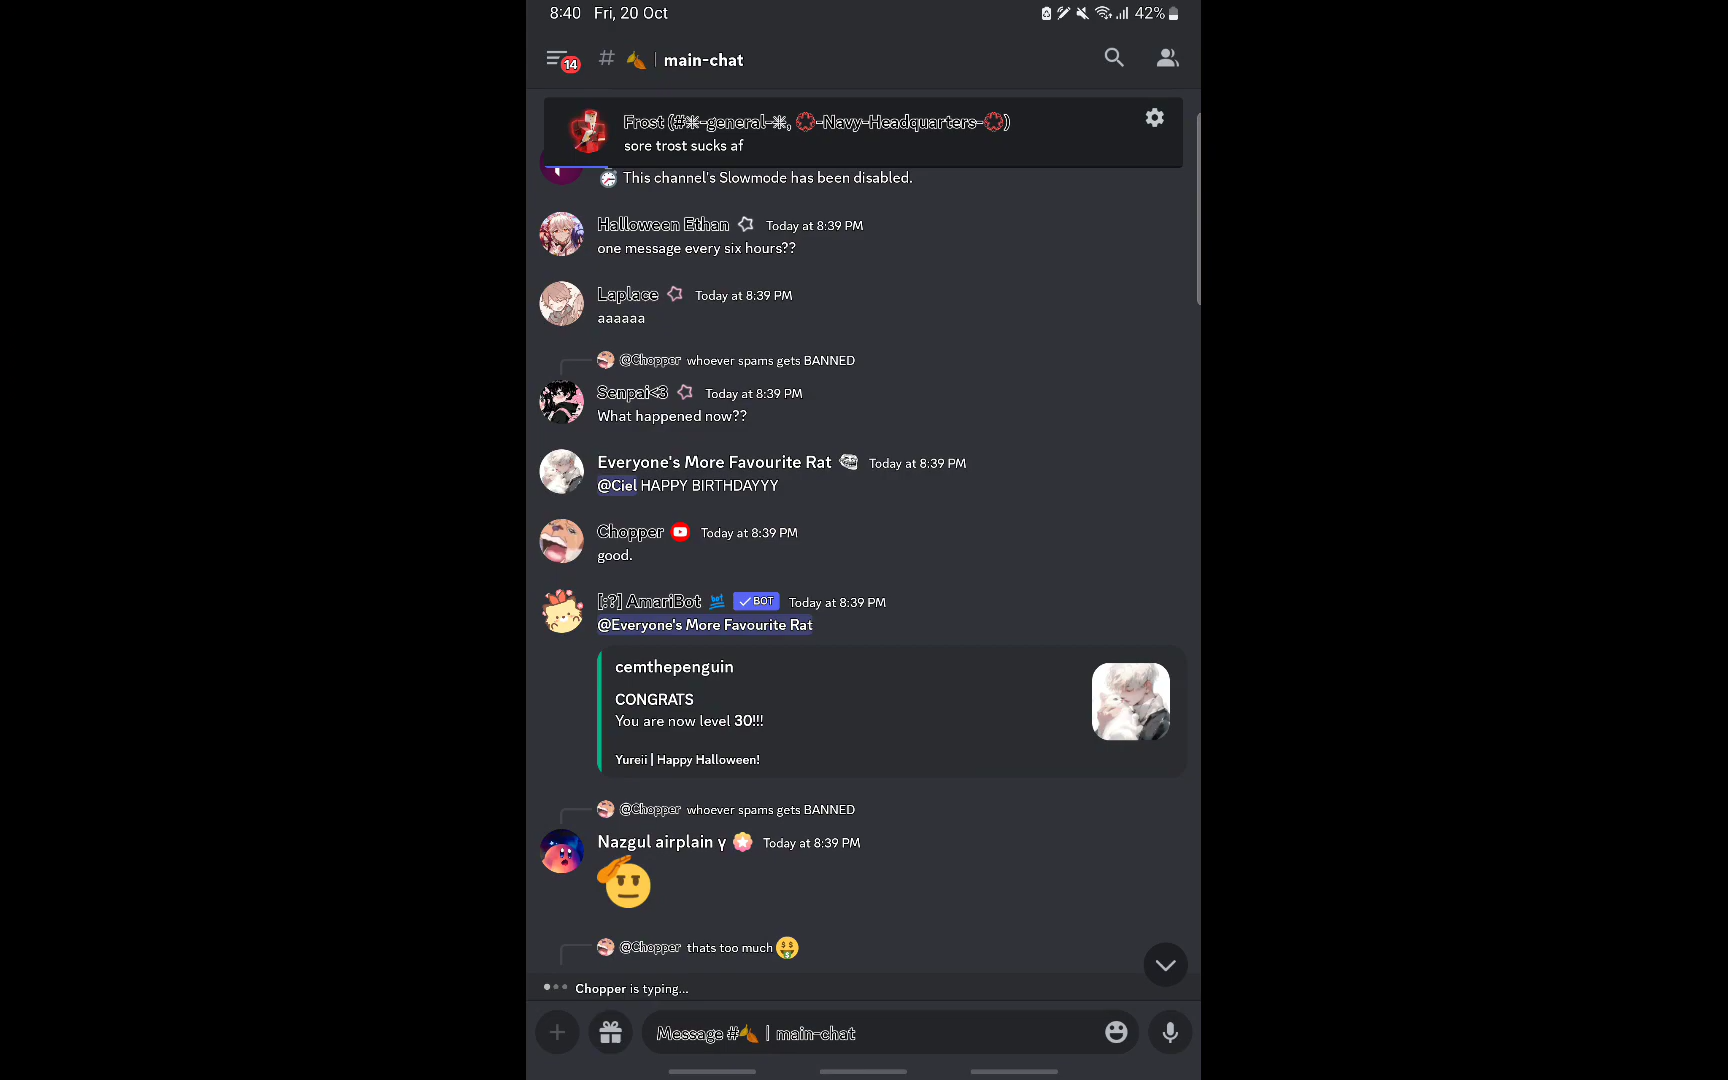 8:40 Fri, 20 Oct 42%
14 # | main-chat
Frost (#⁜-general-⁜, -Navy-Headquarters-)
sore trost sucks af
This channel's Slowmode has been disabled.
Halloween Ethan Today at 8:39 PM
one message every six hours??
Laplace Today at 8:39 PM
aaaaaa
@Chopper whoever spams gets BANNED
Senpai<3 Today at 8:39 PM
What happened now??
Everyone's More Favourite Rat Today at 8:39 PM
@Ciel HAPPY BIRTHDAYYY
Chopper Today at 8:39 PM
good.
[:?] AmariBot bot ✓ BOT Today at 8:39 PM
@Everyone's More Favourite Rat
cemthepenguin
CONGRATS
You are now level 30!!!
Yureii | Happy Halloween!
@Chopper whoever spams gets BANNED
Nazgul airplain γ Today at 8:39 PM
@Chopper thats too much
Chopper is typing...
Message # | main-chat